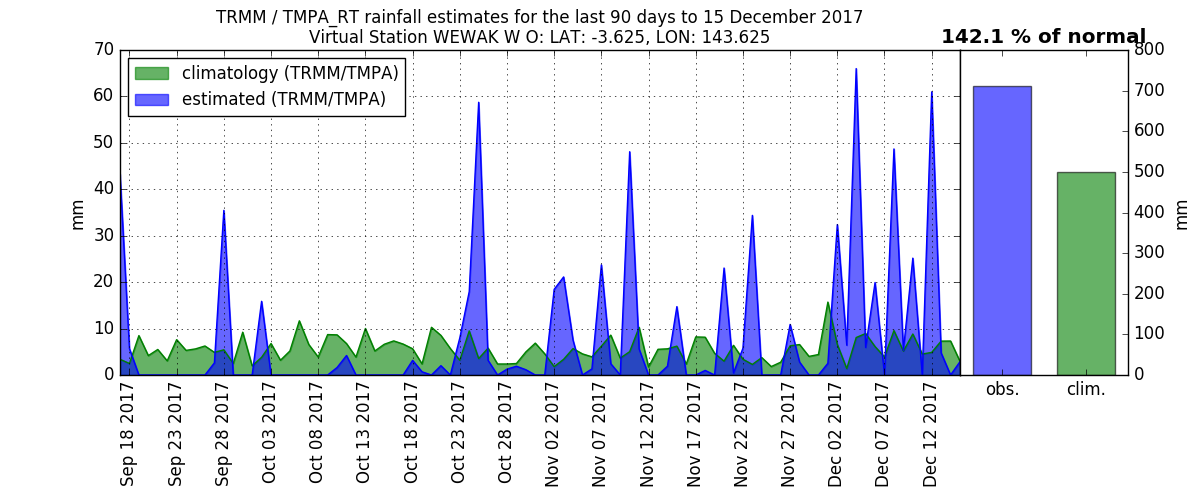 TRMM / TMPA_RT rainfall estimates for the last 90 days to 15 December 2017
Virtual Station WEWAK W O: LAT: -3.625, LON: 143.625
142.1 % of normal
climatology (TRMM/TMPA)
estimated (TRMM/TMPA)
mm
70
60
50
40
30
20
10
0
Sep 18 2017
Sep 23 2017
Sep 28 2017
Oct 03 2017
Oct 08 2017
Oct 13 2017
Oct 18 2017
Oct 23 2017
Oct 28 2017
Nov 02 2017
Nov 07 2017
Nov 12 2017
Nov 17 2017
Nov 22 2017
Nov 27 2017
Dec 02 2017
Dec 07 2017
Dec 12 2017
obs.
clim.
800
700
600
500
400
300
200
100
0
mm